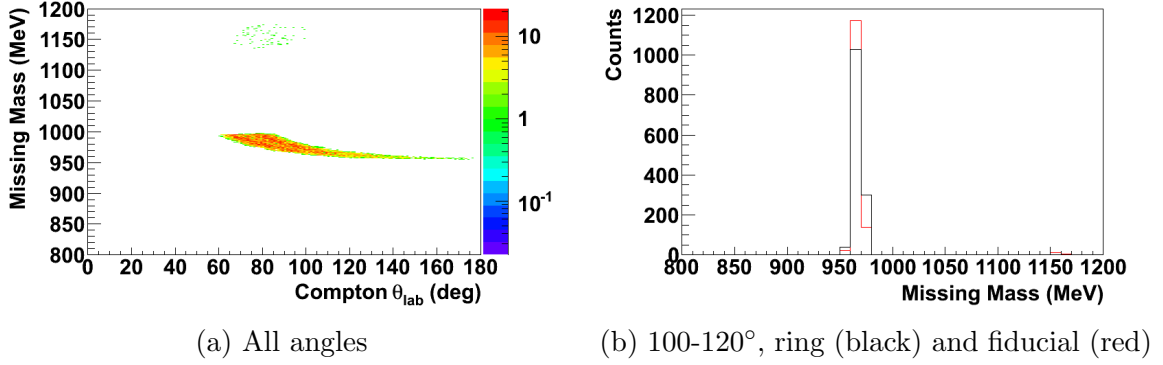 Missing Mass (MeV)
1200
1150
1100
1050
1000
950
900
850
800
0 20 40 60 80 100 120 140 160 180
Compton θlab (deg)
10
1
10-1
(a) All angles
Counts
1200
1000
800
600
400
200
0
800 850 900 950 1000 1050 1100 1150 1200
Missing Mass (MeV)
(b) 100-120°, ring (black) and fiducial (red)